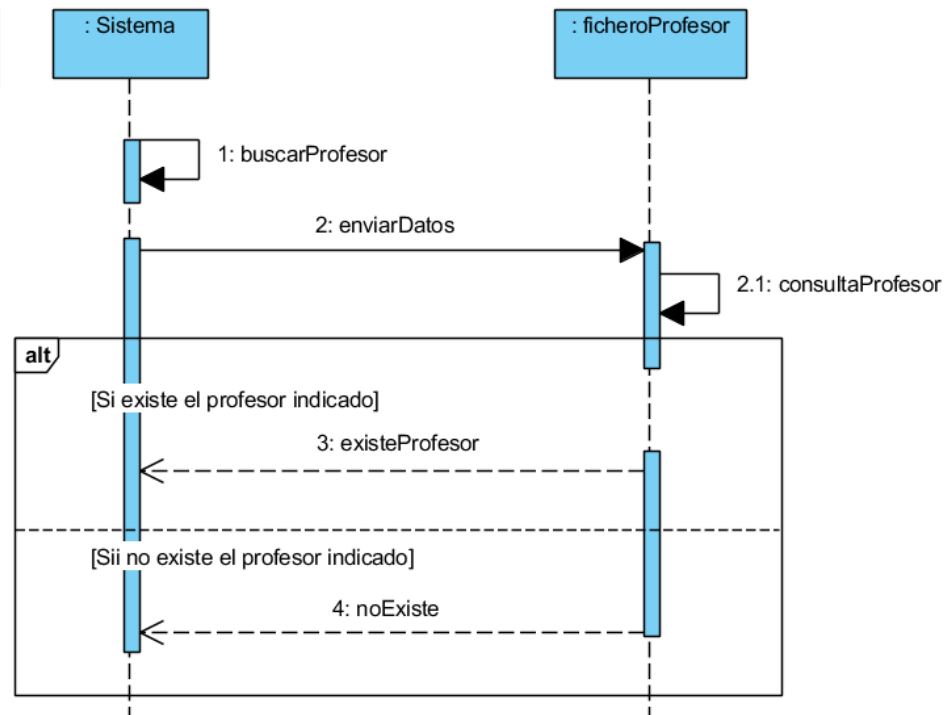 : Sistema
: ficheroProfesor
1: buscarProfesor
2: enviarDatos
2.1: consultaProfesor
alt
[Si existe el profesor indicado]
3: existeProfesor
[Sii no existe el profesor indicado]
4: noExiste